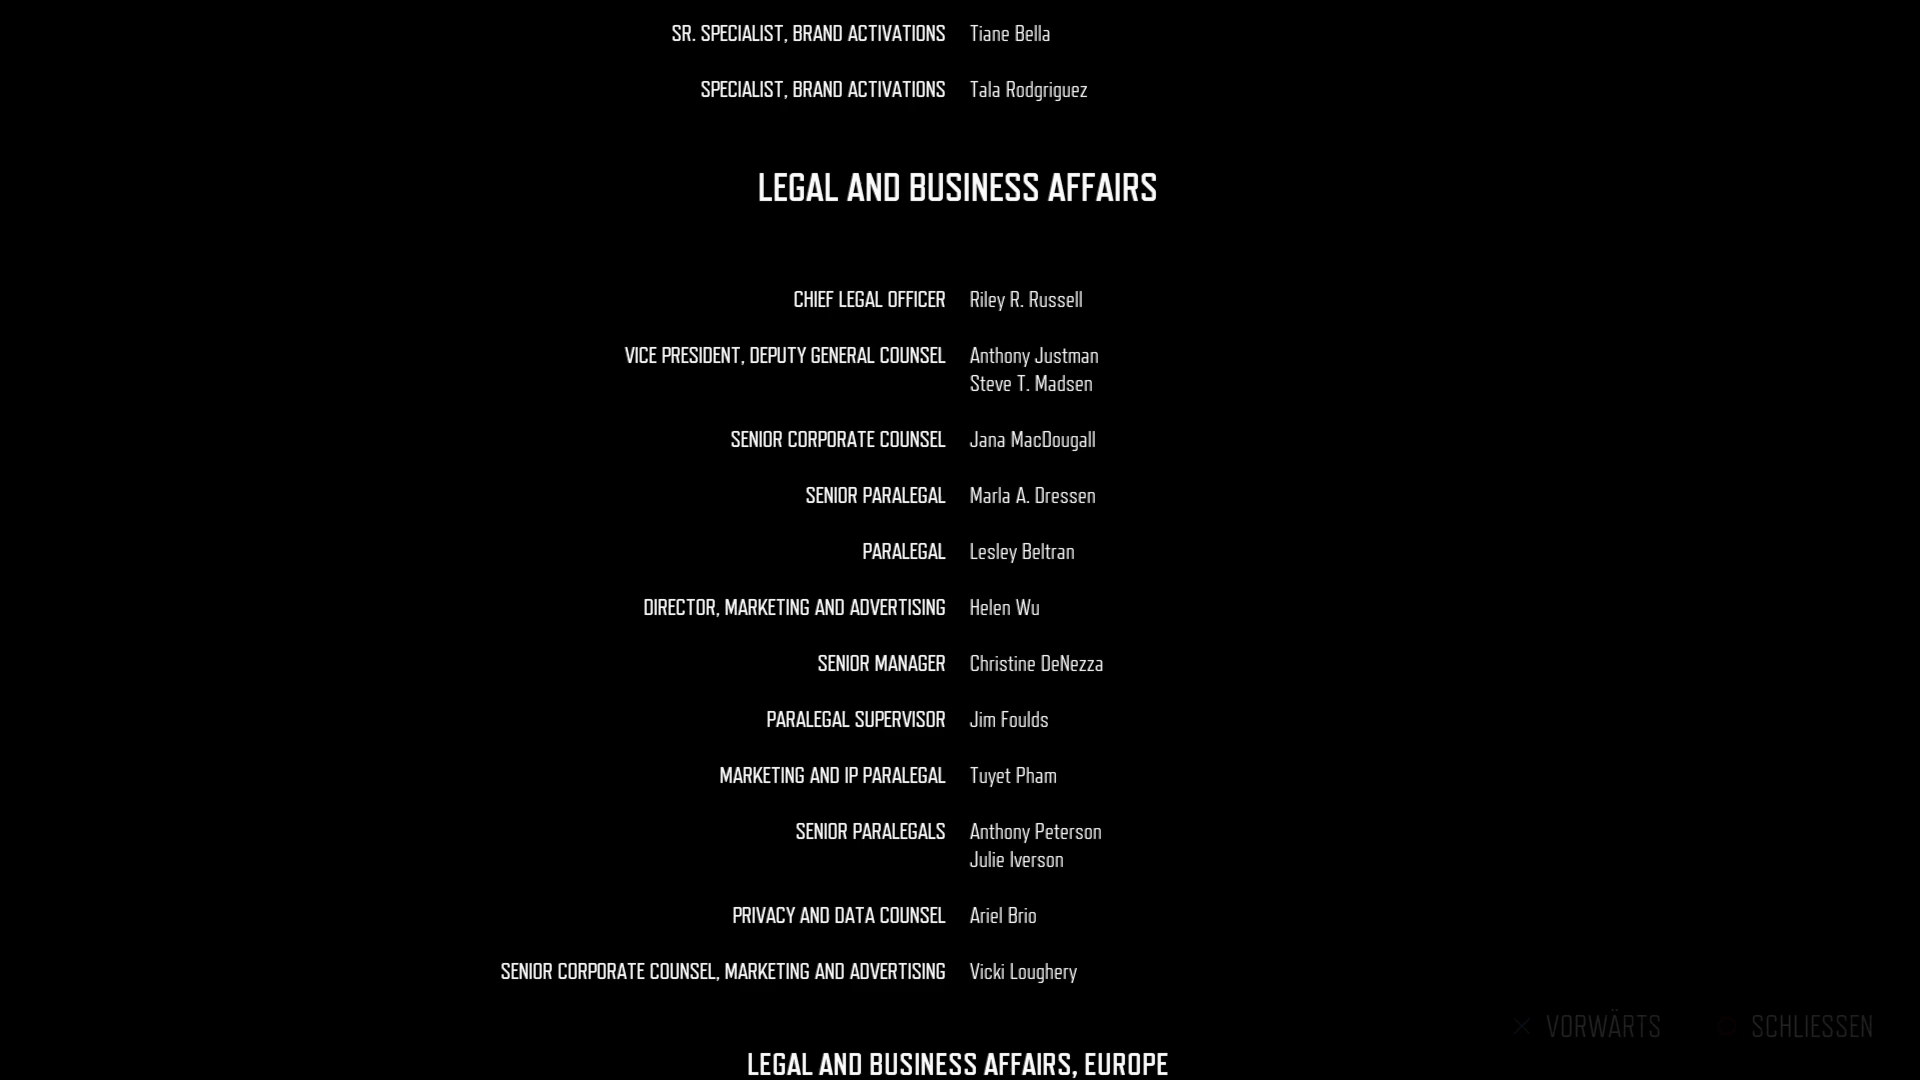 SR. SPECIALIST, BRAND ACTIVATIONS Tiane Bella
SPECIALIST, BRAND ACTIVATIONS Tala Rodgriguez
LEGAL AND BUSINESS AFFAIRS
CHIEF LEGAL OFFICER Riley R. Russell
VICE PRESIDENT, DEPUTY GENERAL COUNSEL Anthony Justman
Steve T. Madsen
SENIOR CORPORATE COUNSEL Jana MacDougall
SENIOR PARALEGAL Marla A. Dressen
PARALEGAL Lesley Beltran
DIRECTOR, MARKETING AND ADVERTISING Helen Wu
SENIOR MANAGER Christine DeNezza
PARALEGAL SUPERVISOR Jim Foulds
MARKETING AND IP PARALEGAL Tuyet Pham
SENIOR PARALEGALS Anthony Peterson
Julie Iverson
PRIVACY AND DATA COUNSEL Ariel Brio
SENIOR CORPORATE COUNSEL, MARKETING AND ADVERTISING Vicki Loughery
VORWÄRTS SCHLIESSEN
LEGAL AND BUSINESS AFFAIRS, EUROPE